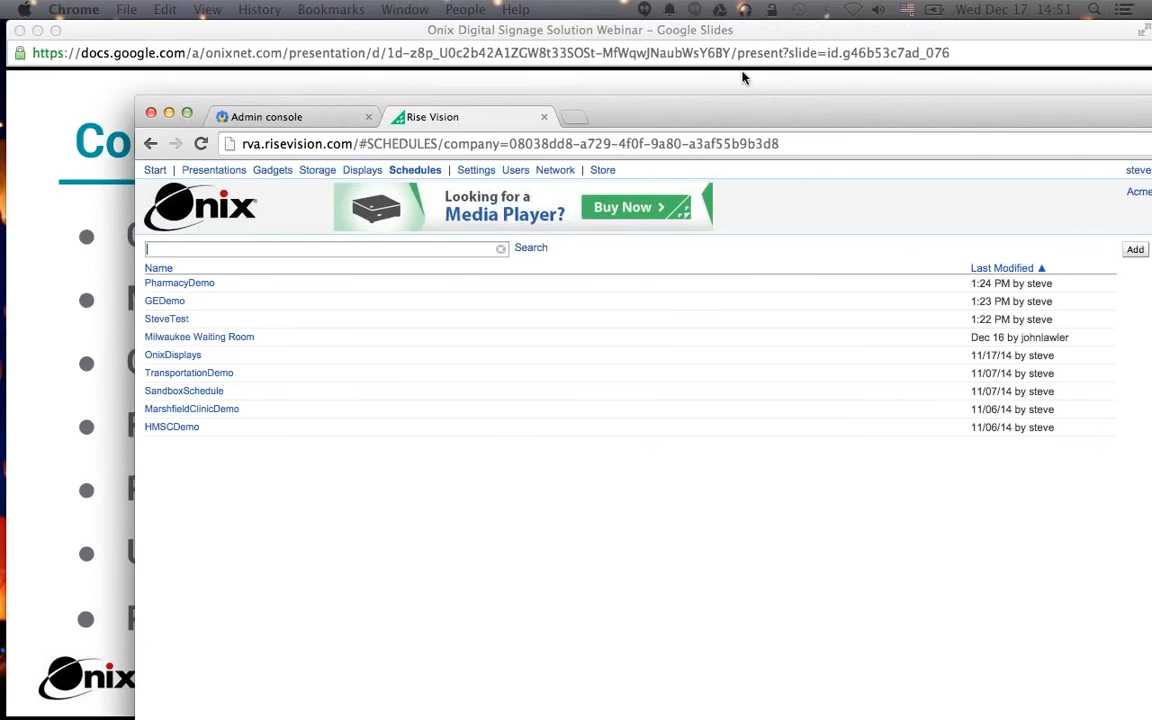 Chrome File Edit View History Bookmarks Window People Help Wed Dec 17 14:51
Onix Digital Signage Solution Webinar – Google Slides
https://docs.google.com/a/onixnet.com/presentation/d/1d-z8p_U0c2b42A1ZGW8t33SOSt-MfWqwJNaubWsY6BY/present?slide=id.g46b53c7ad_076
Co
Admin console Rise Vision
rva.risevision.com/#SCHEDULES/company=08038dd8-a729-4f0f-9a80-a3af55b9b3d8
Start | Presentations Gadgets Storage Displays Schedules | Settings Users Network | Store steve
Onix
Looking for a
Media Player?
Buy Now >
Acme
Search
Add
Name Last Modified ▲
PharmacyDemo 1:24 PM by steve
GEDemo 1:23 PM by steve
SteveTest 1:22 PM by steve
Milwaukee Waiting Room Dec 16 by johnlawler
OnixDisplays 11/17/14 by steve
TransportationDemo 11/07/14 by steve
SandboxSchedule 11/07/14 by steve
MarshfieldClinicDemo 11/06/14 by steve
HMSCDemo 11/06/14 by steve
Onix